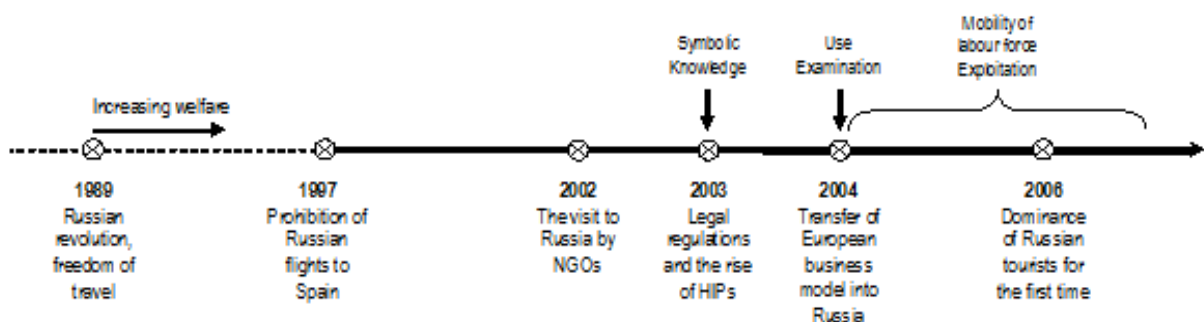 Symbolic
Knowledge
Use
Examination
Mobility of
labour force
Exploitation
Increasing welfare
1989
Russian
revolution,
freedom of
travel
1997
Prohibition of
Russian
flights to
Spain
2002
The visit to
Russia by
NGOs
2003
Legal
regulations
and the rise
of HIPs
2004
Transfer of
European
business
model into
Russia
2006
Dominance
of Russian
tourists for
the first time